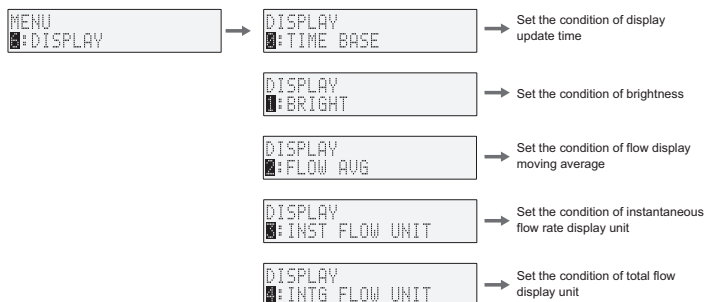 MENU
6:DISPLAY
DISPLAY
0:TIME BASE
Set the condition of display
update time
DISPLAY
1:BRIGHT
Set the condition of brightness
DISPLAY
2:FLOW AVG
Set the condition of flow display
moving average
DISPLAY
3:INST FLOW UNIT
Set the condition of instantaneous
flow rate display unit
DISPLAY
4:INTG FLOW UNIT
Set the condition of total flow
display unit